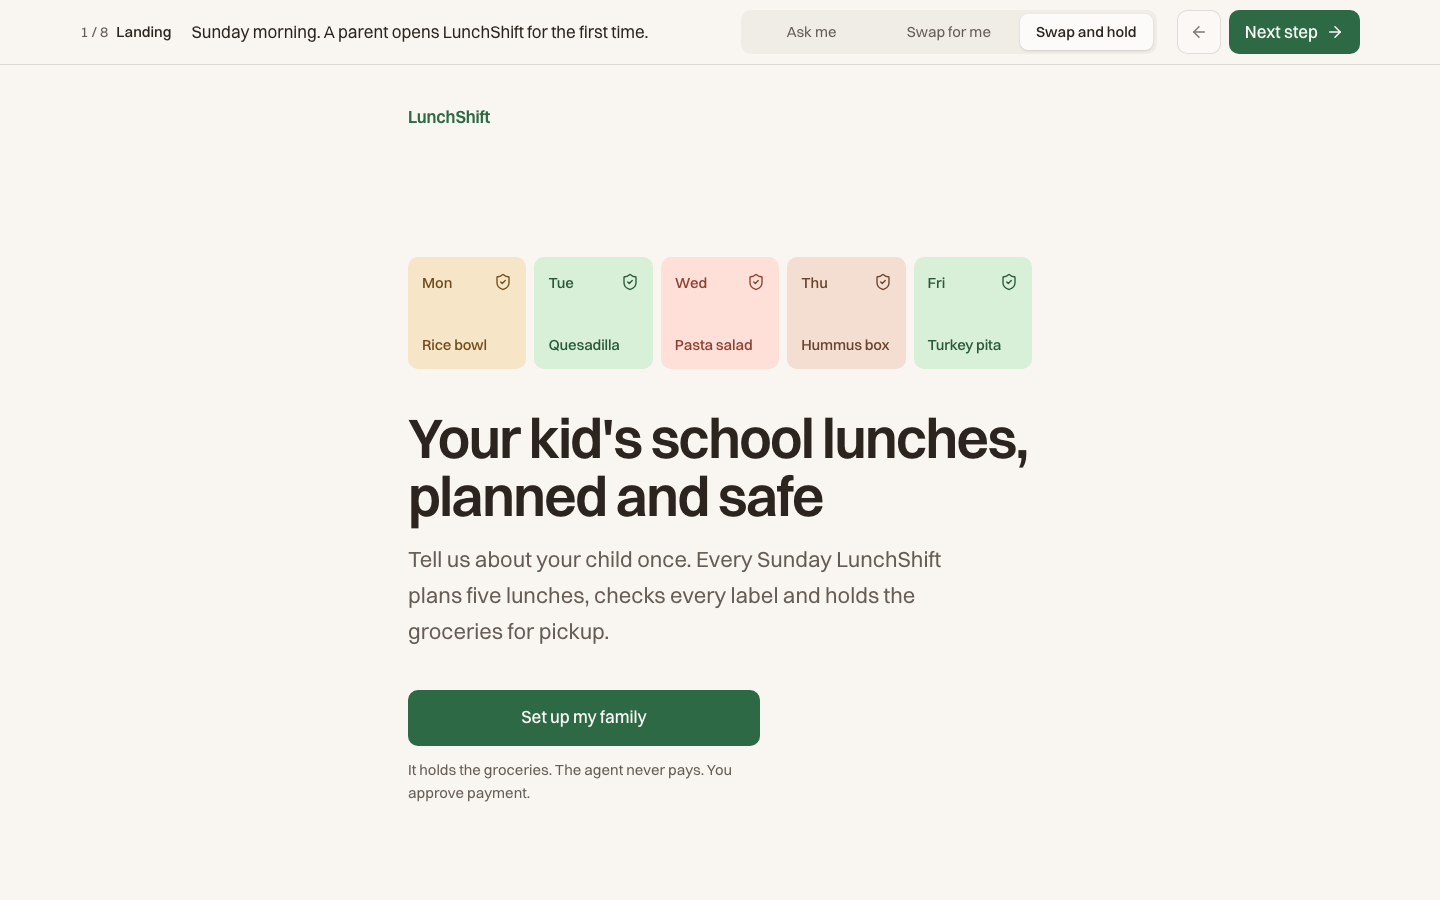 1 / 8 Landing Sunday morning. A parent opens LunchShift for the first time. Ask me Swap for me Swap and hold Next step
LunchShift
Mon Tue Wed Thu Fri
Rice bowl Quesadilla Pasta salad Hummus box Turkey pita
Your kid's school lunches,
planned and safe
Tell us about your child once. Every Sunday LunchShift
plans five lunches, checks every label and holds the
groceries for pickup.
Set up my family
It holds the groceries. The agent never pays. You
approve payment.